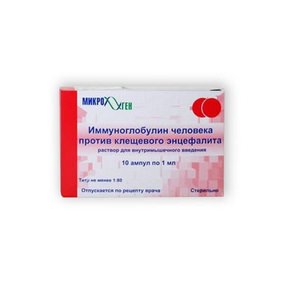 МИКРОГЕН
Иммуноглобулин человека
против клещевого энцефалита
раствор для внутримышечного введения
10 ампул по 1 мл
Титр не менее 1:80
Отпускается по рецепту врача Стерильно